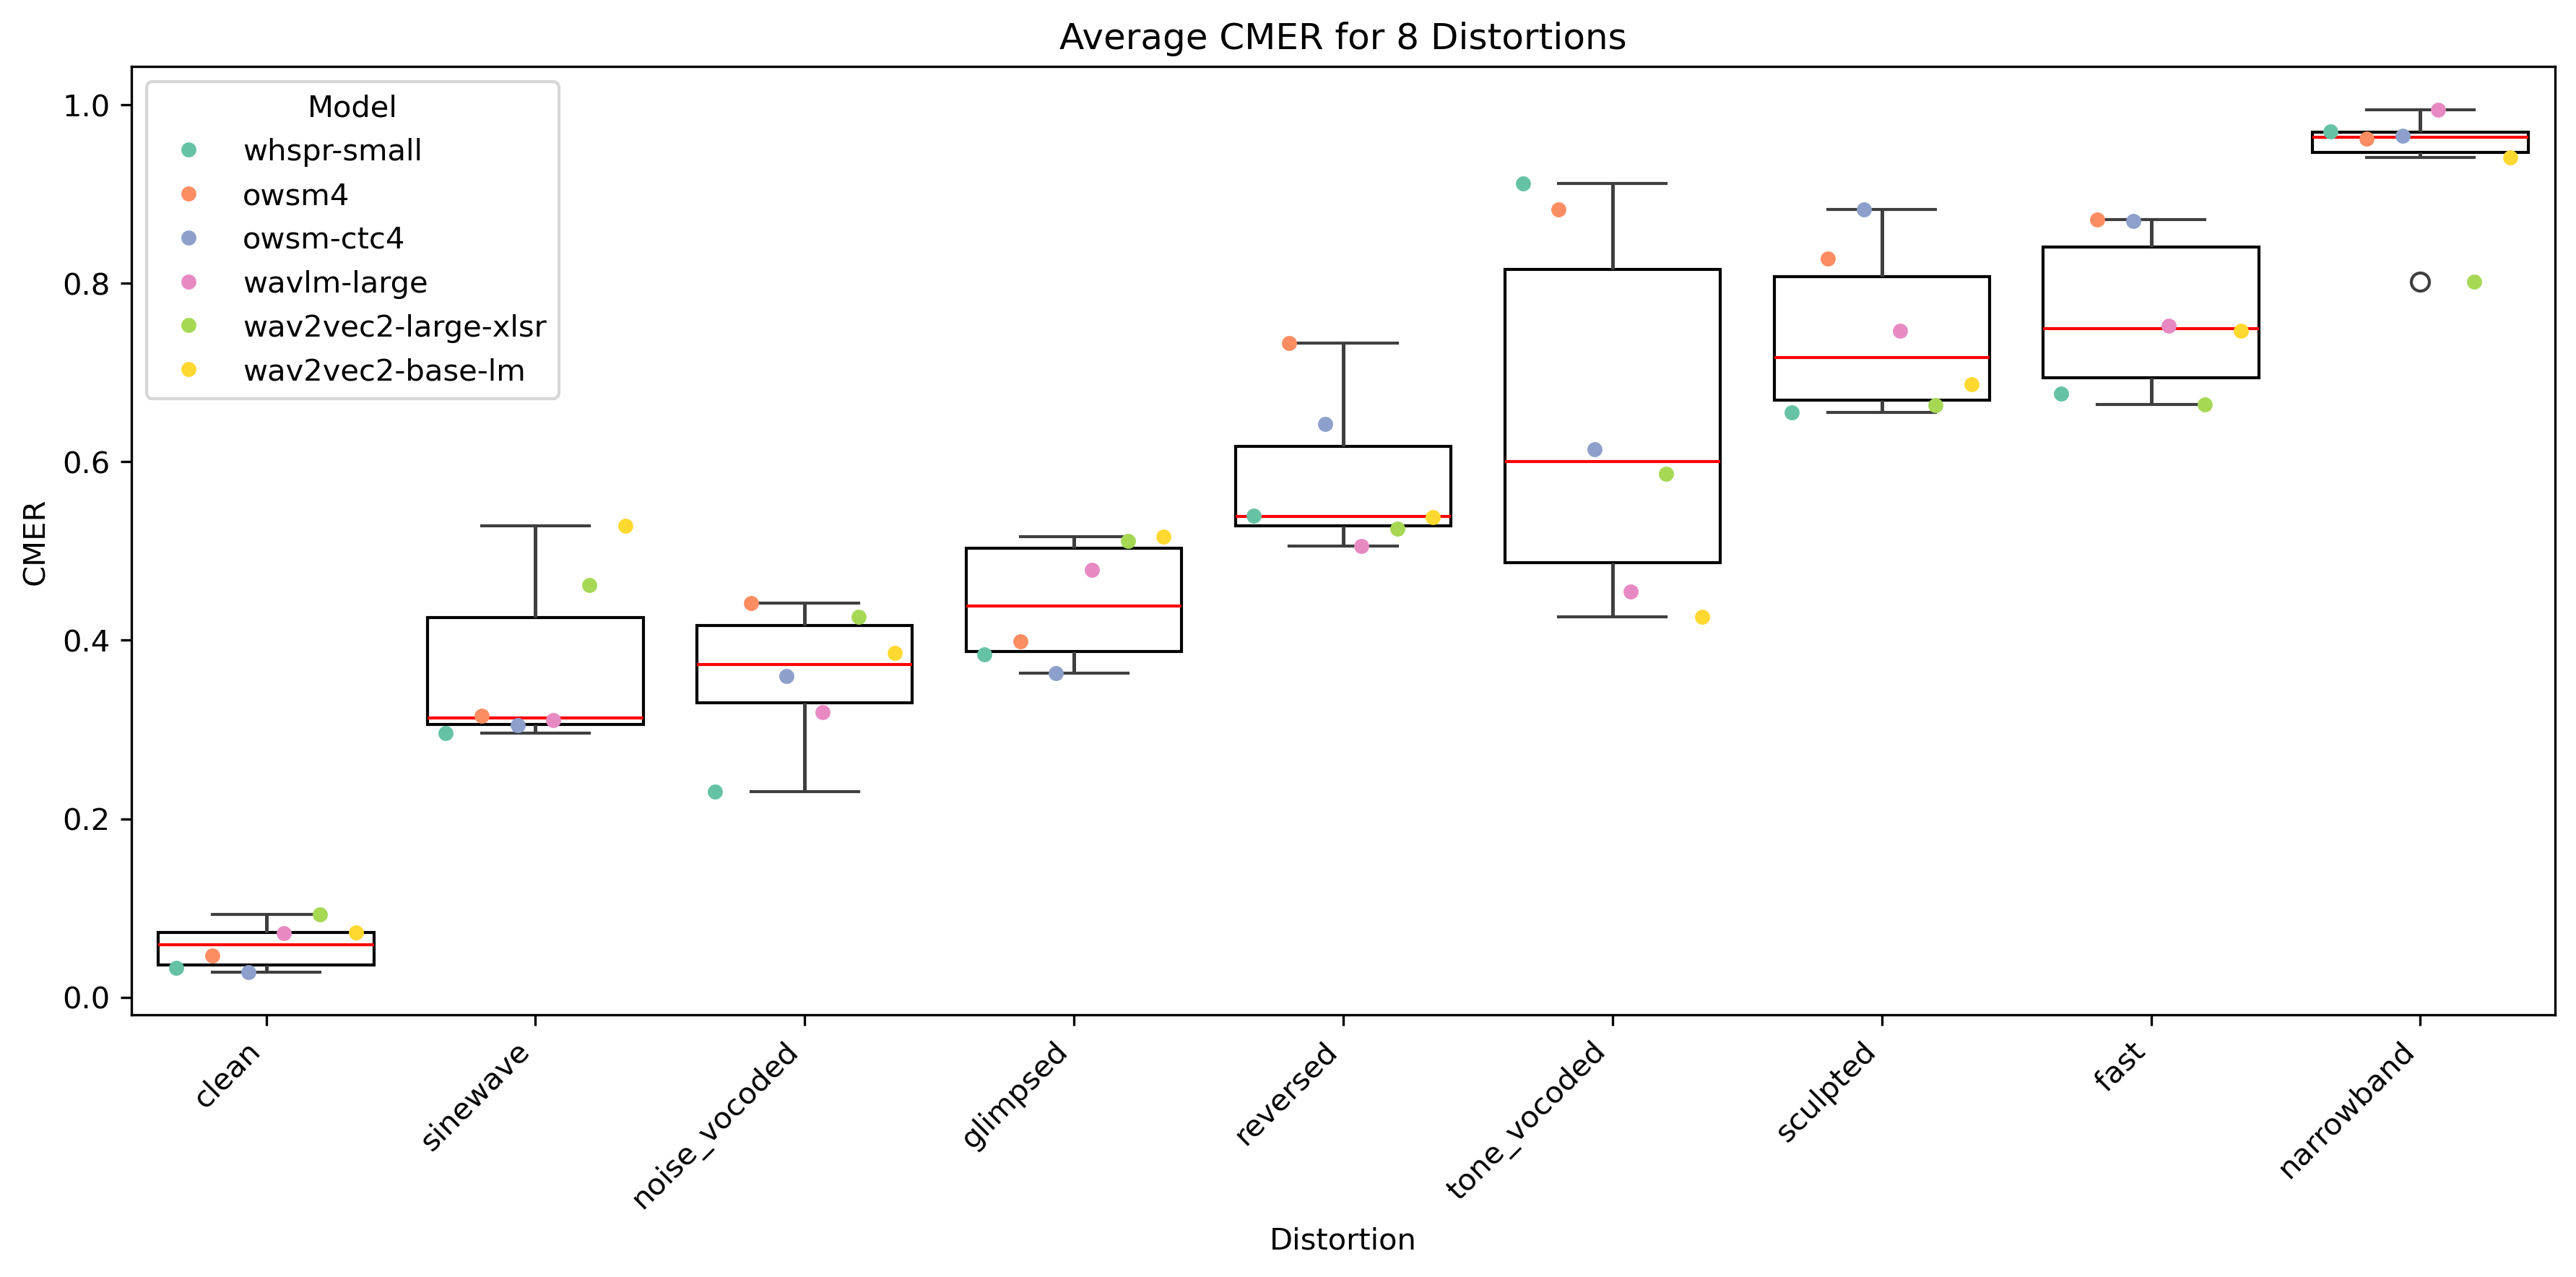 Average CMER for 8 Distortions
Model
whspr-small
owsm4
owsm-ctc4
wavlm-large
wav2vec2-large-xlsr
wav2vec2-base-lm
CMER
1.0
0.8
0.6
0.4
0.2
0.0
clean
sinewave
noise_vocoded
glimpsed
reversed
tone_vocoded
sculpted
fast
narrowband
Distortion